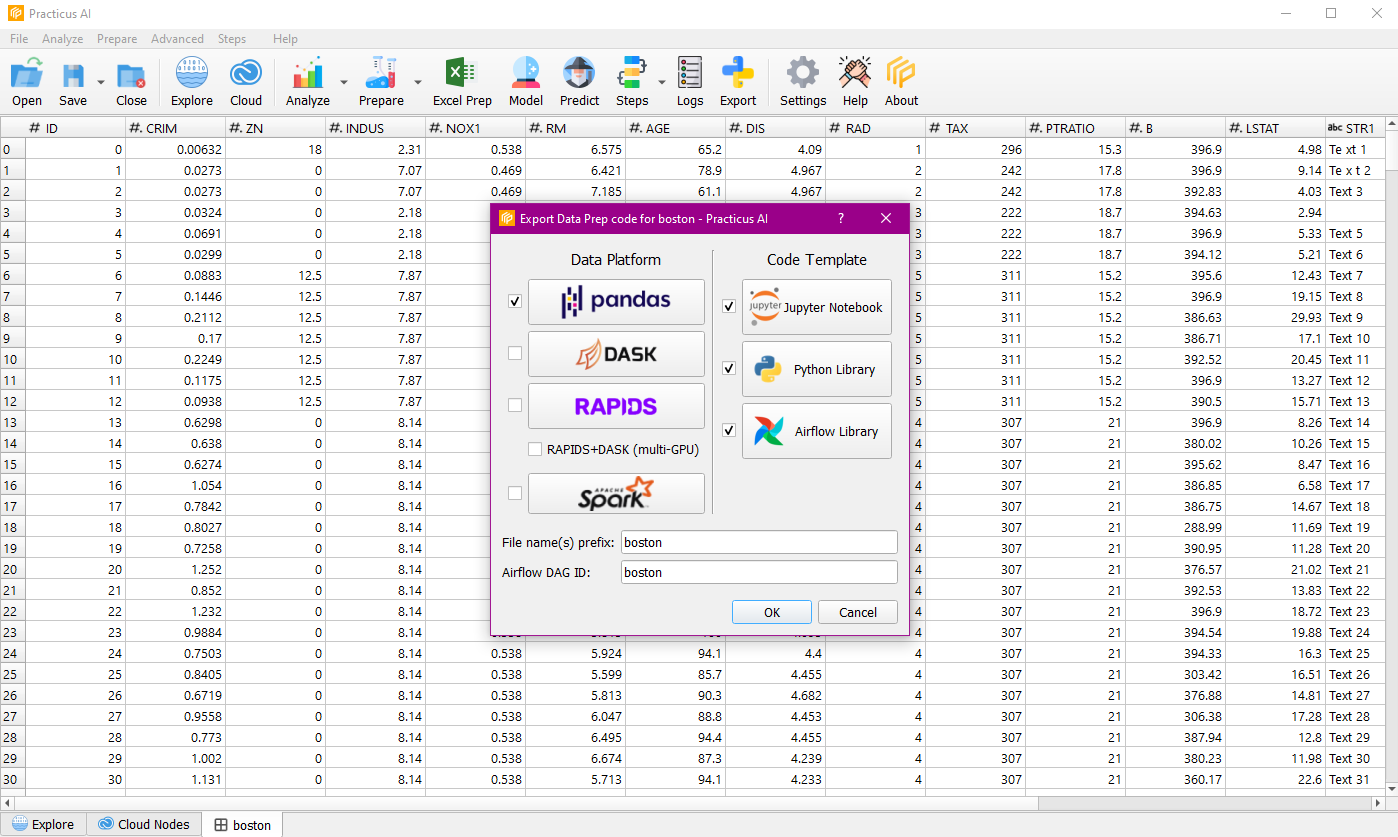 Practicus AI
File Analyze Prepare Advanced Steps Help
Open Save Close Explore Cloud Analyze Prepare Excel Prep Model Predict Steps Logs Export Settings Help About
# ID #. CRIM #. ZN #. INDUS #. NOX1 #. RM #. AGE #. DIS # RAD # TAX #. PTRATIO #. B #. LSTAT abc STR1
0 0 0.00632 18 2.31 0.538 6.575 65.2 4.09 1 296 15.3 396.9 4.98 Te xt 1
1 1 0.0273 0 7.07 0.469 6.421 78.9 4.967 2 242 17.8 396.9 9.14 Te x t 2
2 2 0.0273 0 7.07 0.469 7.185 61.1 4.967 2 242 17.8 392.83 4.03 Text 3
3 3 0.0324 0 2.18 3 222 18.7 394.63 2.94
4 4 0.0691 0 2.18 3 222 18.7 396.9 5.33 Text 5
5 5 0.0299 0 2.18 3 222 18.7 394.12 5.21 Text 6
6 6 0.0883 12.5 7.87 5 311 15.2 395.6 12.43 Text 7
7 7 0.1446 12.5 7.87 5 311 15.2 396.9 19.15 Text 8
8 8 0.2112 12.5 7.87 5 311 15.2 386.63 29.93 Text 9
9 9 0.17 12.5 7.87 5 311 15.2 386.71 17.1 Text 10
10 10 0.2249 12.5 7.87 5 311 15.2 392.52 20.45 Text 11
11 11 0.1175 12.5 7.87 5 311 15.2 396.9 13.27 Text 12
12 12 0.0938 12.5 7.87 5 311 15.2 390.5 15.71 Text 13
13 13 0.6298 0 8.14 4 307 21 396.9 8.26 Text 14
14 14 0.638 0 8.14 4 307 21 380.02 10.26 Text 15
15 15 0.6274 0 8.14 4 307 21 395.62 8.47 Text 16
16 16 1.054 0 8.14 4 307 21 386.85 6.58 Text 17
17 17 0.7842 0 8.14 4 307 21 386.75 14.67 Text 18
18 18 0.8027 0 8.14 4 307 21 288.99 11.69 Text 19
19 19 0.7258 0 8.14 4 307 21 390.95 11.28 Text 20
20 20 1.252 0 8.14 4 307 21 376.57 21.02 Text 21
21 21 0.852 0 8.14 4 307 21 392.53 13.83 Text 22
22 22 1.232 0 8.14 4 307 21 396.9 18.72 Text 23
23 23 0.9884 0 8.14 4 307 21 394.54 19.88 Text 24
24 24 0.7503 0 8.14 0.538 5.924 94.1 4.4 4 307 21 394.33 16.3 Text 25
25 25 0.8405 0 8.14 0.538 5.599 85.7 4.455 4 307 21 303.42 16.51 Text 26
26 26 0.6719 0 8.14 0.538 5.813 90.3 4.682 4 307 21 376.88 14.81 Text 27
27 27 0.9558 0 8.14 0.538 6.047 88.8 4.453 4 307 21 306.38 17.28 Text 28
28 28 0.773 0 8.14 0.538 6.495 94.4 4.455 4 307 21 387.94 12.8 Text 29
29 29 1.002 0 8.14 0.538 6.674 87.3 4.239 4 307 21 380.23 11.98 Text 30
30 30 1.131 0 8.14 0.538 5.713 94.1 4.233 4 307 21 360.17 22.6 Text 31
Export Data Prep code for boston - Practicus AI ?
Data Platform
pandas
DASK
RAPIDS
RAPIDS+DASK (multi-GPU)
APACHE Spark
Code Template
jupyter Jupyter Notebook
Python Library
Airflow Library
File name(s) prefix: boston
Airflow DAG ID: boston
OK Cancel
Explore Cloud Nodes boston